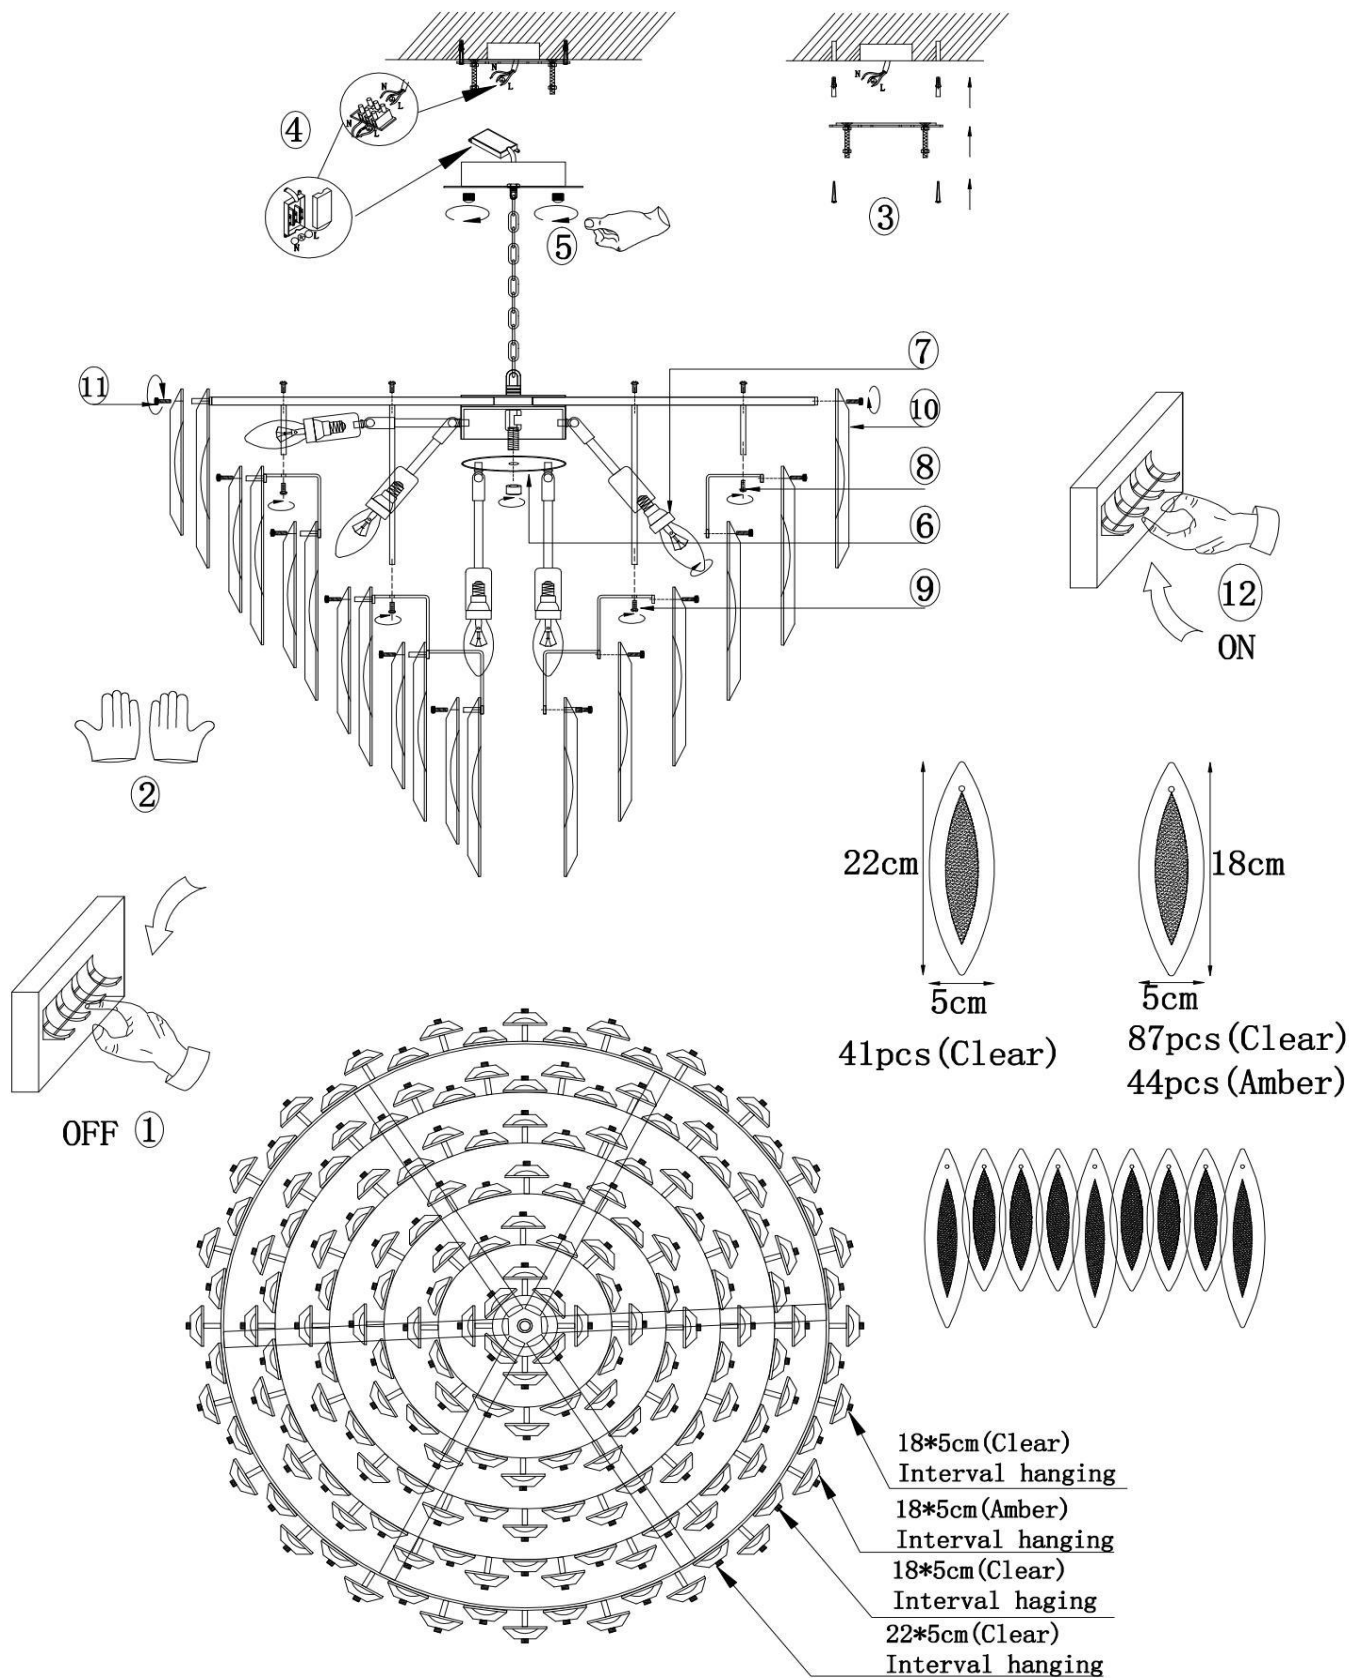 N
L
N
L
④
N
L
N
L
N
L
③
⑤
⑦
⑪
⑩
⑧
⑥
⑨
⑫
ON
②
22cm
18cm
5cm
5cm
41pcs(Clear)
87pcs(Clear)
44pcs(Amber)
OFF ①
18*5cm(Clear)
Interval hanging
18*5cm(Amber)
Interval hanging
18*5cm(Clear)
Interval haging
22*5cm(Clear)
Interval hanging